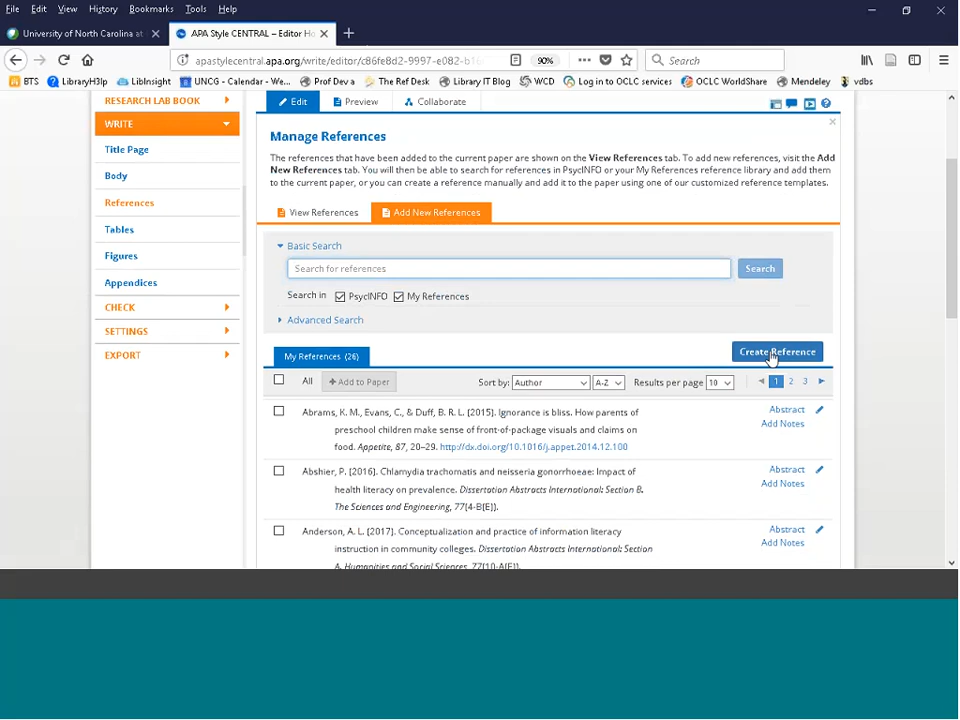 File Edit View History Bookmarks Tools Help
University of North Carolina at
APA Style CENTRAL – Editor Ho
apastylecentral.apa.org/write/editor/c86fe8d2-9997-e082-b1
90%
Search
BTS LibraryH3lp LibInsight UNCG - Calendar - We... Prof Dev a The Ref Desk Library IT Blog WCD Log in to OCLC services OCLC WorldShare Mendeley vdbs
RESEARCH LAB BOOK
WRITE
Title Page
Body
References
Tables
Figures
Appendices
CHECK
SETTINGS
EXPORT
Edit Preview Collaborate
Manage References
The references that have been added to the current paper are shown on the View References tab. To add new references, visit the Add
New References tab. You will then be able to search for references in PsycINFO or your My References reference library and add them
to the current paper, or you can create a reference manually and add it to the paper using one of our customized reference templates.
View References Add New References
Basic Search
Search for references
Search
Search in PsycINFO My References
Advanced Search
My References (26)
Create Reference
All + Add to Paper Sort by: Author A-Z Results per page 10 1 2 3
Abrams, K. M., Evans, C., & Duff, B. R. L. [2015]. Ignorance is bliss. How parents of
preschool children make sense of front-of-package visuals and claims on
food. Appetite, 87, 20–29. http://dx.doi.org/10.1016/j.appet.2014.12.100
Abstract
Add Notes
Abshier, P. [2016]. Chlamydia trachomatis and neisseria gonorrhoeae: Impact of
health literacy on prevalence. Dissertation Abstracts International: Section B.
The Sciences and Engineering, 77[4-B[E]].
Abstract
Add Notes
Anderson, A. L. [2017]. Conceptualization and practice of information literacy
instruction in community colleges. Dissertation Abstracts International: Section
A. Humanities and Social Sciences, 77[10-A[E]].
Abstract
Add Notes